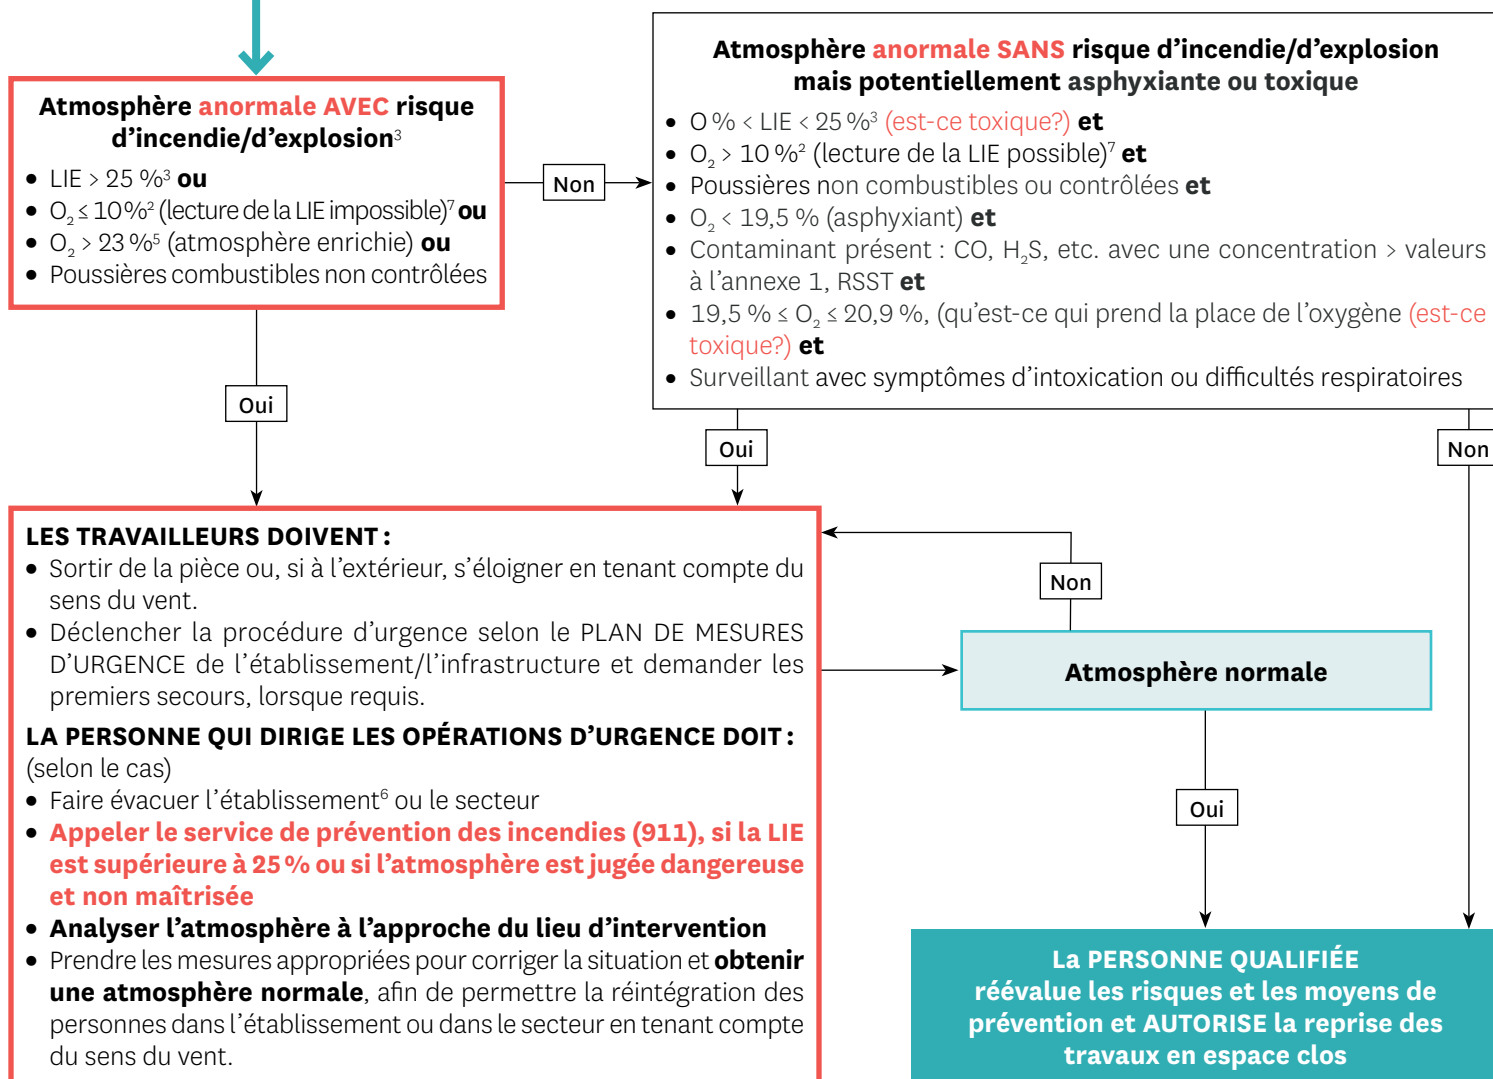 Atmosphère anormale AVEC risque
d'incendie/d'explosion³
• LIE > 25 %³ ou
• O₂ ≤ 10 %² (lecture de la LIE impossible)⁷ ou
• O₂ > 23 %⁵ (atmosphère enrichie) ou
• Poussières combustibles non contrôlées
Non
Atmosphère anormale SANS risque d'incendie/d'explosion
mais potentiellement asphyxiante ou toxique
• 0 % < LIE < 25 %³ (est-ce toxique?) et
• O₂ > 10 %² (lecture de la LIE possible)⁷ et
• Poussières non combustibles ou contrôlées et
• O₂ < 19,5 % (asphyxiant) et
• Contaminant présent : CO, H₂S, etc. avec une concentration > valeurs
à l'annexe 1, RSST et
• 19,5 % ≤ O₂ ≤ 20,9 %, (qu'est-ce qui prend la place de l'oxygène (est-ce
toxique?) et
• Surveillant avec symptômes d'intoxication ou difficultés respiratoires
Oui
Oui
Non
LES TRAVAILLEURS DOIVENT :
• Sortir de la pièce ou, si à l'extérieur, s'éloigner en tenant compte du
sens du vent.
• Déclencher la procédure d'urgence selon le PLAN DE MESURES
D'URGENCE de l'établissement/l'infrastructure et demander les
premiers secours, lorsque requis.
LA PERSONNE QUI DIRIGE LES OPÉRATIONS D'URGENCE DOIT :
(selon le cas)
• Faire évacuer l'établissement⁶ ou le secteur
• Appeler le service de prévention des incendies (911), si la LIE
est supérieure à 25 % ou si l'atmosphère est jugée dangereuse
et non maîtrisée
• Analyser l'atmosphère à l'approche du lieu d'intervention
• Prendre les mesures appropriées pour corriger la situation et obtenir
une atmosphère normale, afin de permettre la réintégration des
personnes dans l'établissement ou dans le secteur en tenant compte
du sens du vent.
Non
Atmosphère normale
Oui
La PERSONNE QUALIFIÉE
réévalue les risques et les moyens de
prévention et AUTORISE la reprise des
travaux en espace clos